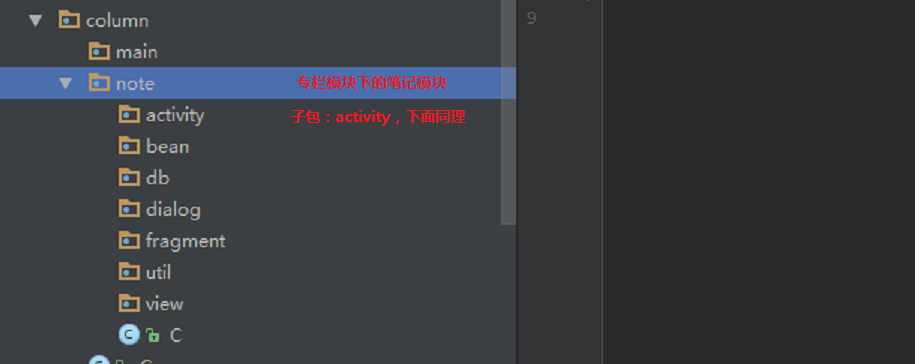 column
9
main
note 专栏模块下的笔记模块
activity 子包：activity，下面同理
bean
db
dialog
fragment
util
view
C C